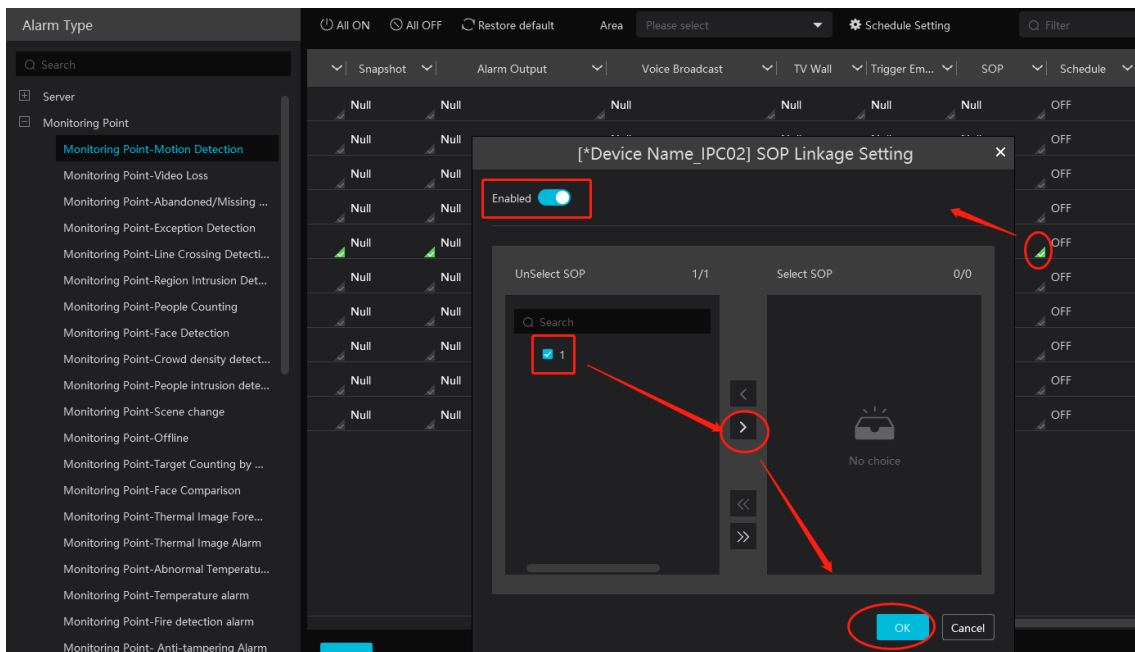 Alarm Type
All ON All OFF Restore default Area Please select Schedule Setting Filter
Search
Snapshot Alarm Output Voice Broadcast TV Wall Trigger Em... SOP Schedule
Server
Null Null Null Null Null Null OFF
Monitoring Point
Null Null OFF
Monitoring Point-Motion Detection
[*Device Name_IPC02] SOP Linkage Setting
Monitoring Point-Video Loss
Null Null OFF
Enabled
Monitoring Point-Abandoned/Missing ...
Null Null OFF
Monitoring Point-Exception Detection
Null Null OFF
Monitoring Point-Line Crossing Detecti...
UnSelect SOP 1/1 Select SOP 0/0
Monitoring Point-Region Intrusion Det...
Null Null OFF
Monitoring Point-People Counting
Null Null OFF
Search
Monitoring Point-Face Detection
Null Null OFF
1
Monitoring Point-Crowd density detect...
Monitoring Point-People intrusion dete...
Null Null OFF
Monitoring Point-Scene change
Null Null OFF
Monitoring Point-Offline
Monitoring Point-Target Counting by ...
No choice
Monitoring Point-Face Comparison
Monitoring Point-Thermal Image Fore...
Monitoring Point-Thermal Image Alarm
Monitoring Point-Abnormal Temperatu...
Monitoring Point-Temperature alarm
Monitoring Point-Fire detection alarm
OK Cancel
Monitoring Point- Anti-tampering Alarm